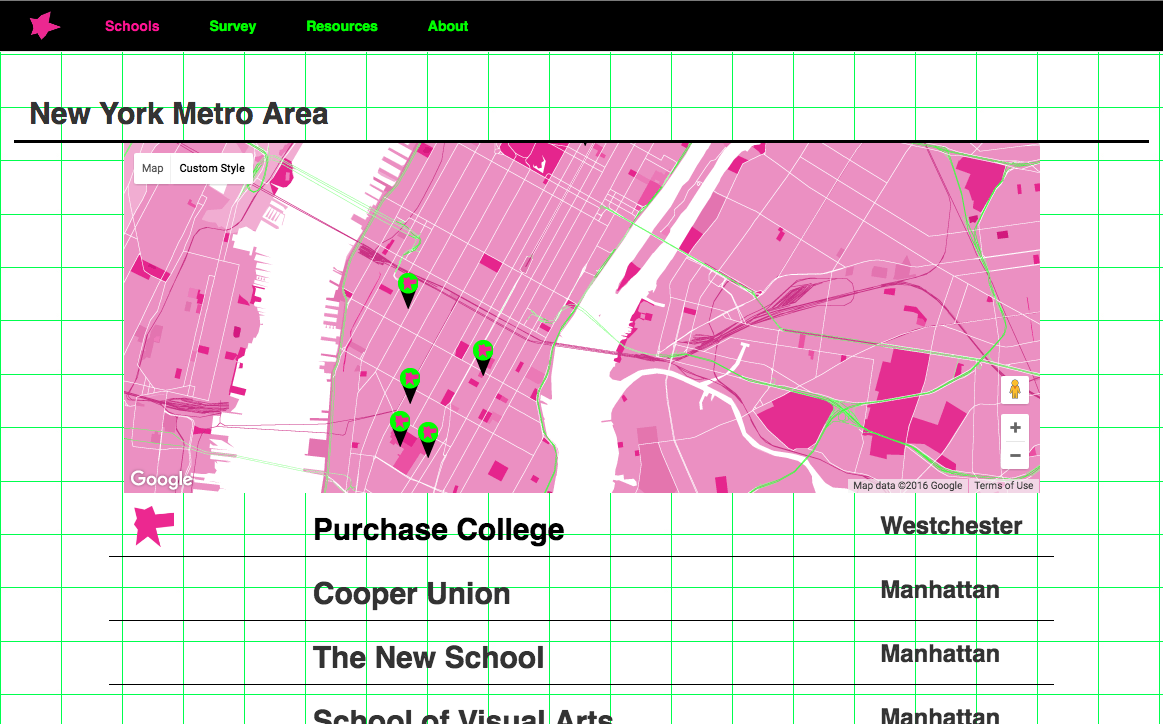 Schools Survey Resources About
New York Metro Area
Map Custom Style
+
−
Google
Map data ©2016 Google Terms of Use
Purchase College Westchester
Cooper Union Manhattan
The New School Manhattan
School of Visual Arts Manhattan